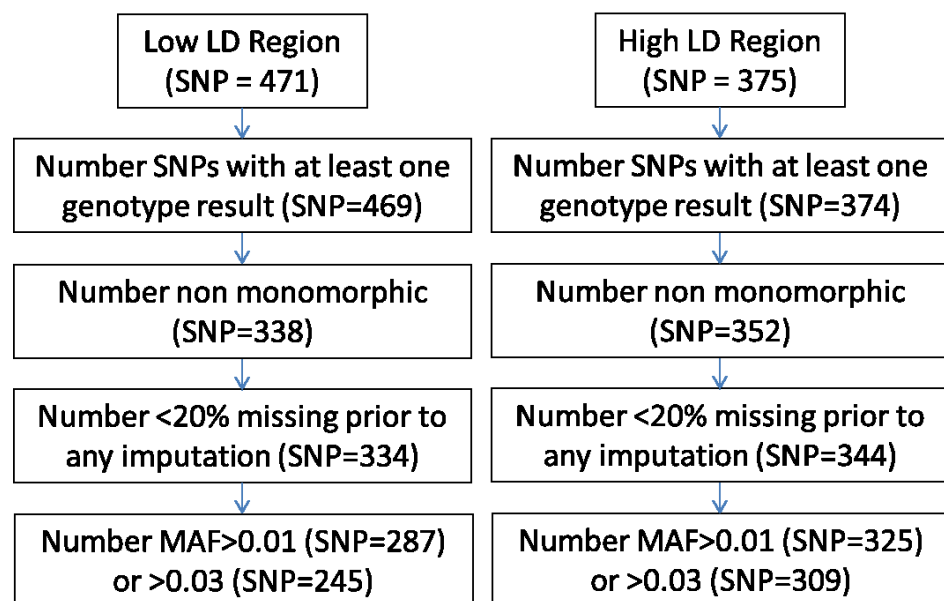 Low LD Region
(SNP = 471)
Number SNPs with at least one
genotype result (SNP=469)
Number non monomorphic
(SNP=338)
Number <20% missing prior to
any imputation (SNP=334)
Number MAF>0.01 (SNP=287)
or >0.03 (SNP=245)
High LD Region
(SNP = 375)
Number SNPs with at least one
genotype result (SNP=374)
Number non monomorphic
(SNP=352)
Number <20% missing prior to
any imputation (SNP=344)
Number MAF>0.01 (SNP=325)
or >0.03 (SNP=309)